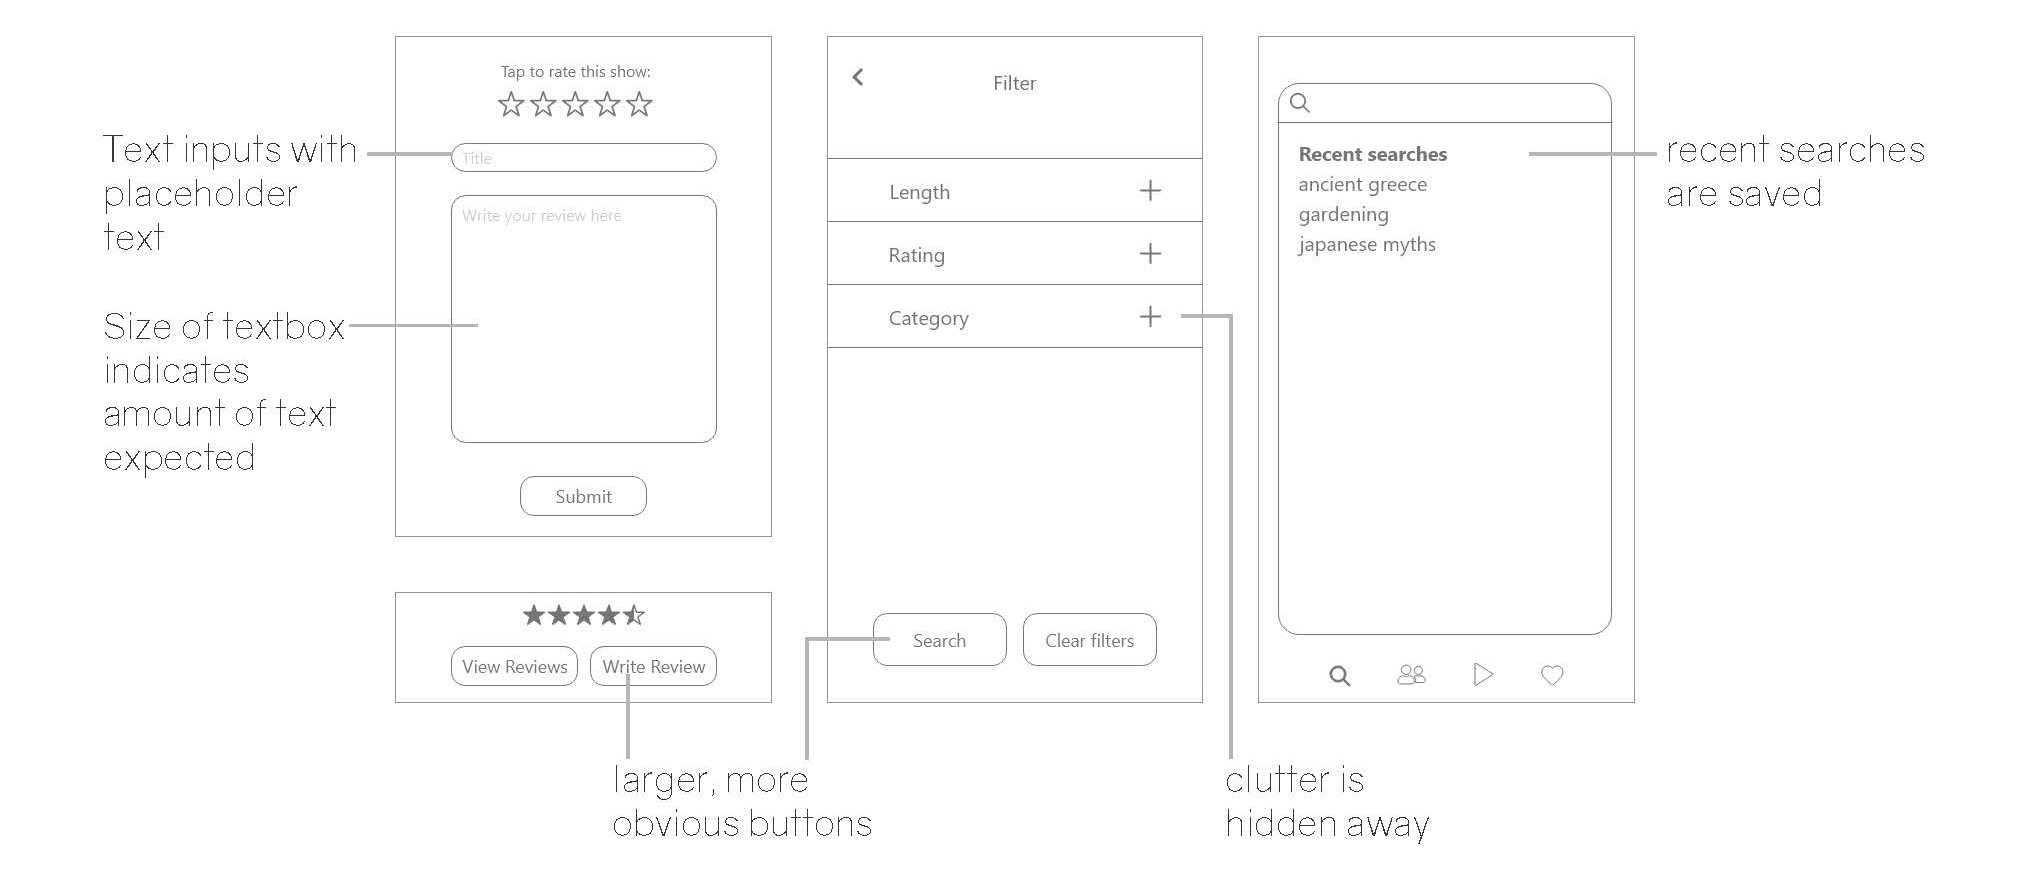 Text inputs with
placeholder
text
Size of textbox
indicates
amount of text
expected
Tap to rate this show:
Title
Write your review here
Submit
View Reviews
Write Review
larger, more
obvious buttons
Filter
Length
Rating
Category
Search
Clear filters
clutter is
hidden away
Recent searches
ancient greece
gardening
japanese myths
recent searches
are saved